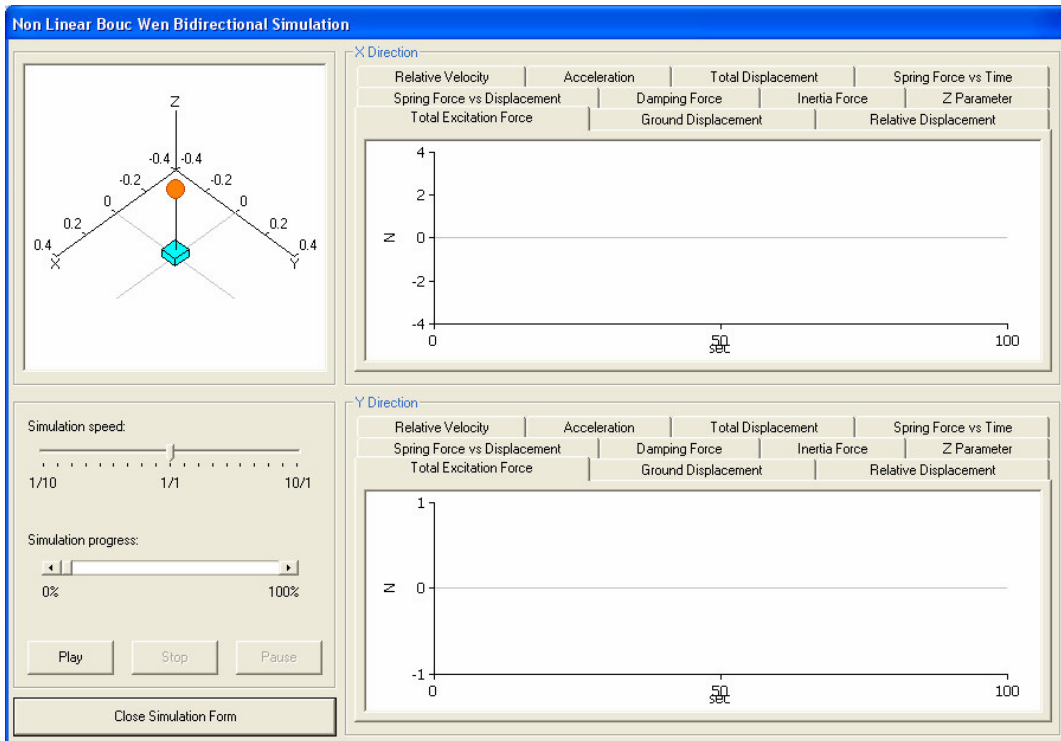 Non Linear Bouc Wen Bidirectional Simulation
Z
-0.4 -0.4
-0.2 -0.2
0 0
0.2 0.2
0.4 0.4
X Y
Simulation speed:
1/10 1/1 10/1
Simulation progress:
0% 100%
Play Stop Pause
Close Simulation Form
X Direction
Relative Velocity Acceleration Total Displacement Spring Force vs Time
Spring Force vs Displacement Damping Force Inertia Force Z Parameter
Total Excitation Force Ground Displacement Relative Displacement
4
2
N 0
-2
-4
0 50 100
sec
Y Direction
Relative Velocity Acceleration Total Displacement Spring Force vs Time
Spring Force vs Displacement Damping Force Inertia Force Z Parameter
Total Excitation Force Ground Displacement Relative Displacement
1
N 0
-1
0 50 100
sec